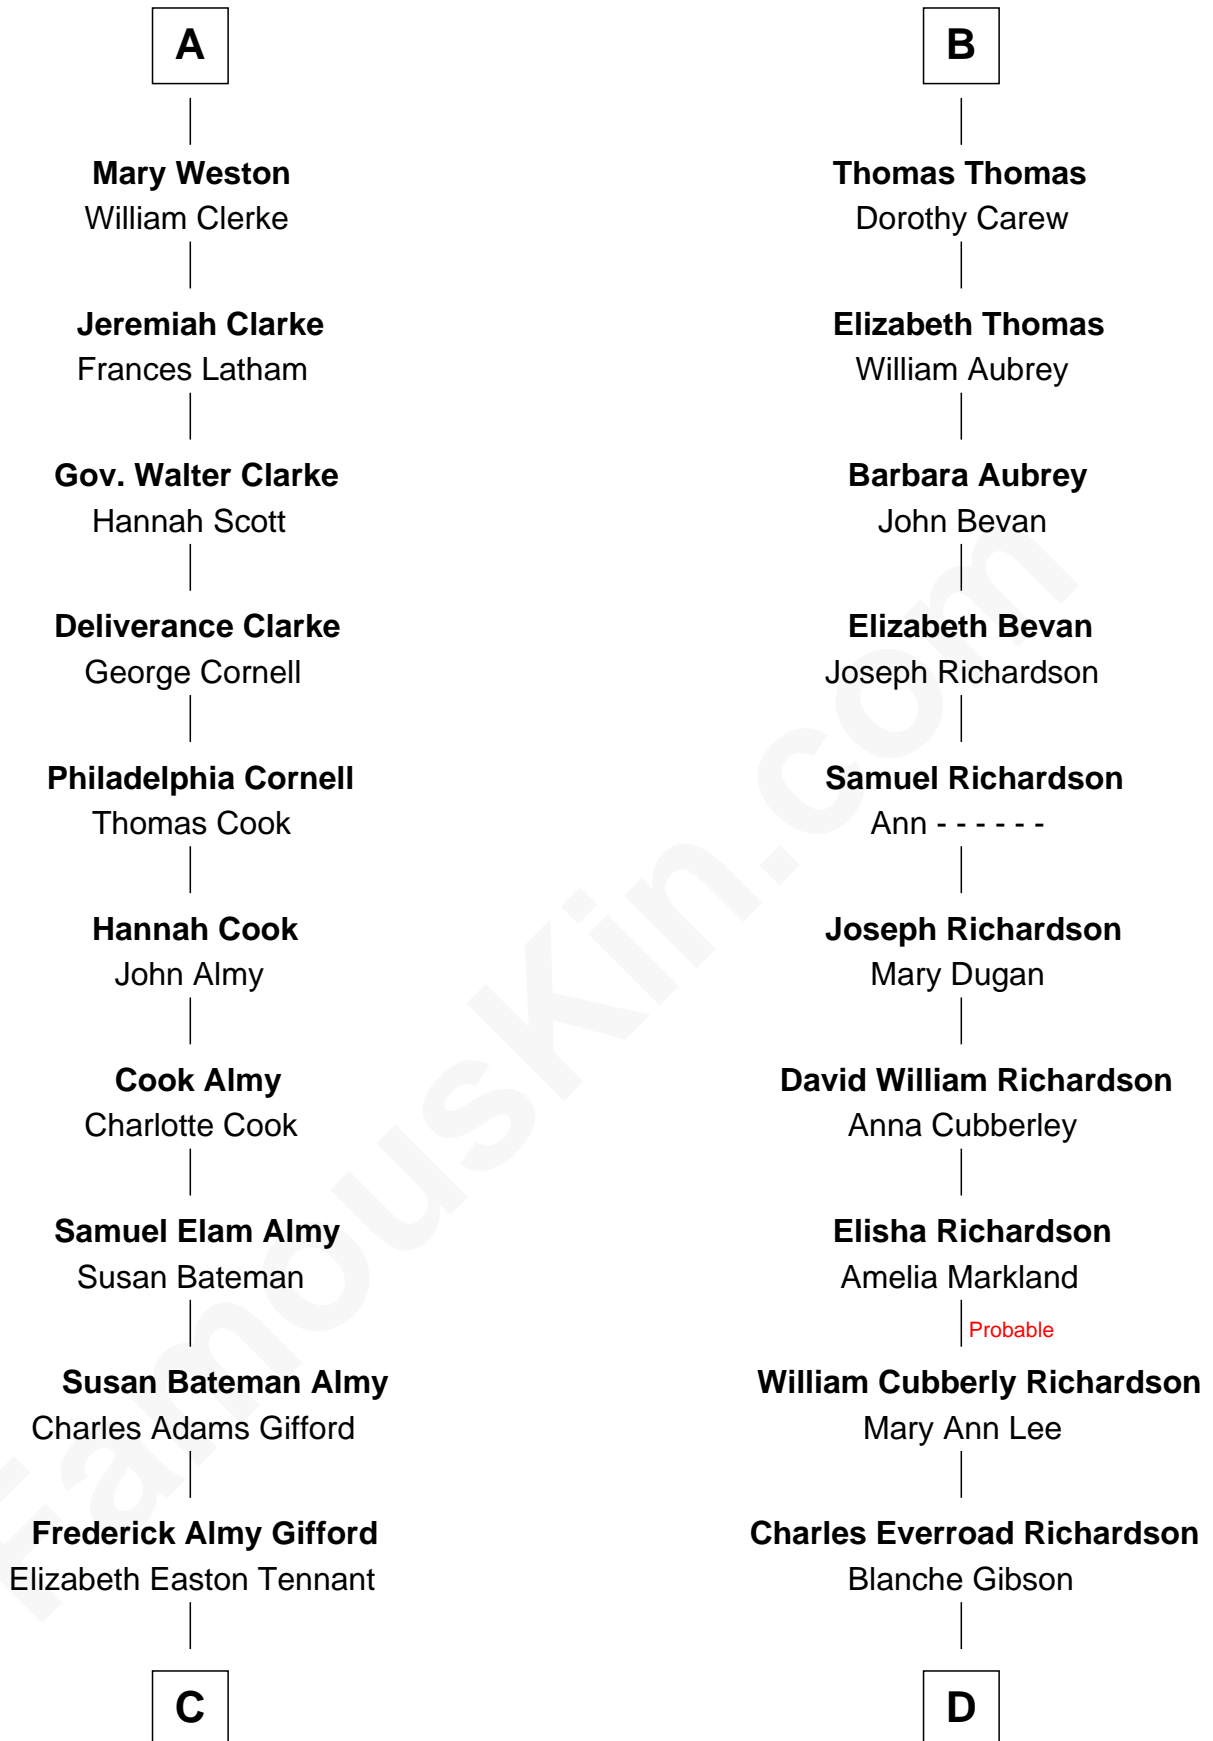 A
Mary Weston
William Clerke
Jeremiah Clarke
Frances Latham
Gov. Walter Clarke
Hannah Scott
Deliverance Clarke
George Cornell
Philadelphia Cornell
Thomas Cook
Hannah Cook
John Almy
Cook Almy
Charlotte Cook
Samuel Elam Almy
Susan Bateman
Susan Bateman Almy
Charles Adams Gifford
Frederick Almy Gifford
Elizabeth Easton Tennant
C
B
Thomas Thomas
Dorothy Carew
Elizabeth Thomas
William Aubrey
Barbara Aubrey
John Bevan
Elizabeth Bevan
Joseph Richardson
Samuel Richardson
Ann - - - - - -
Joseph Richardson
Mary Dugan
David William Richardson
Anna Cubberley
Elisha Richardson
Amelia Markland
Probable
William Cubberly Richardson
Mary Ann Lee
Charles Everroad Richardson
Blanche Gibson
D
FamousKin.com